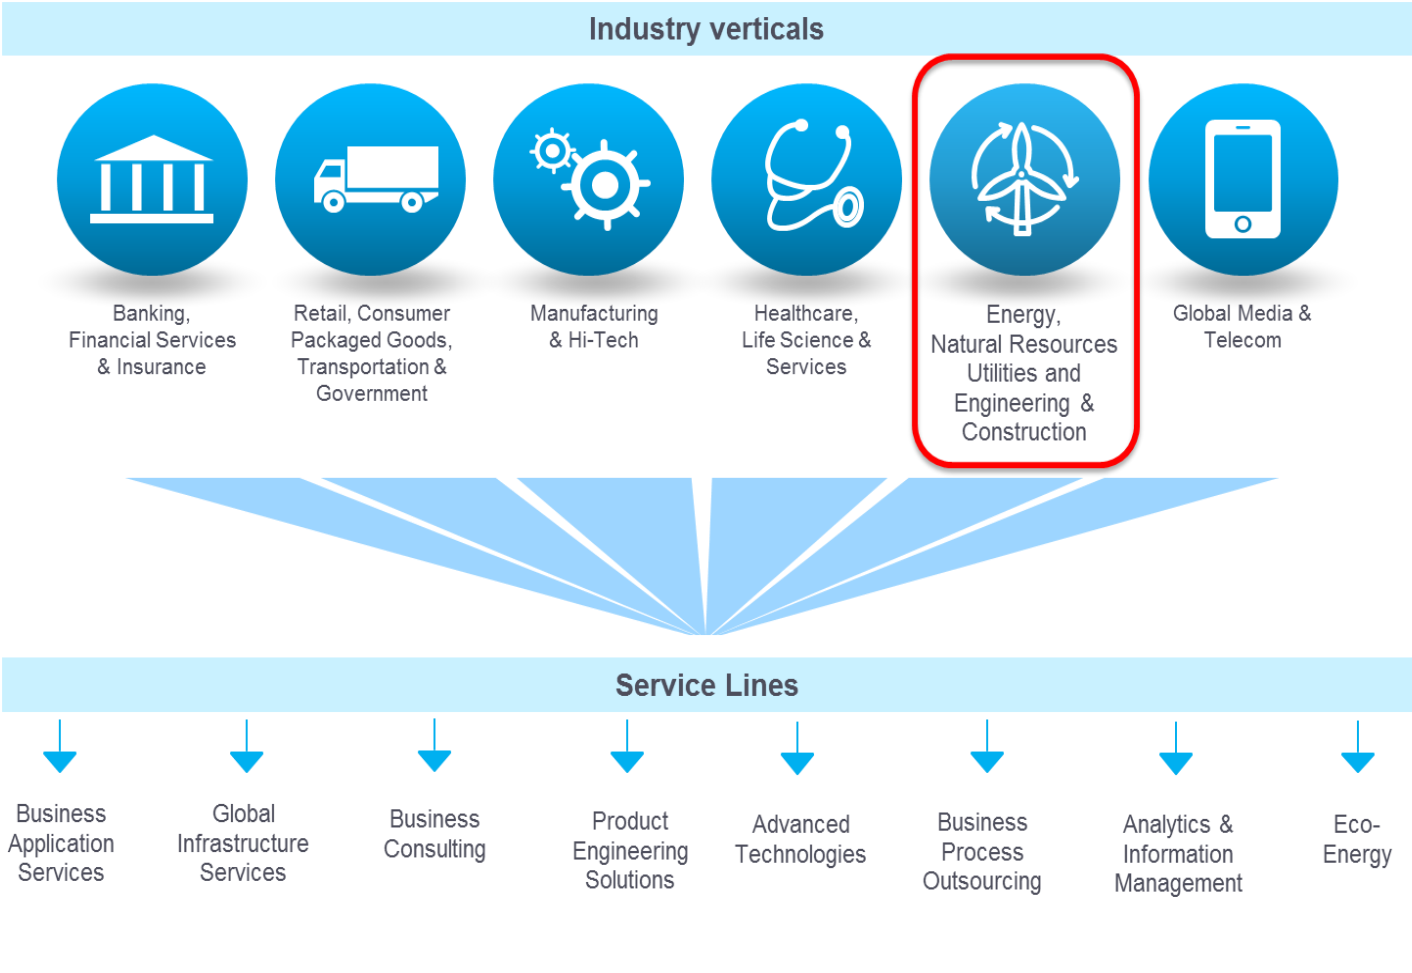 Industry verticals
Banking,
Financial Services
& Insurance
Retail, Consumer
Packaged Goods,
Transportation &
Government
Manufacturing
& Hi-Tech
Healthcare,
Life Science &
Services
Energy,
Natural Resources
Utilities and
Engineering &
Construction
Global Media &
Telecom
Service Lines
Business
Application
Services
Global
Infrastructure
Services
Business
Consulting
Product
Engineering
Solutions
Advanced
Technologies
Business
Process
Outsourcing
Analytics &
Information
Management
Eco-
Energy